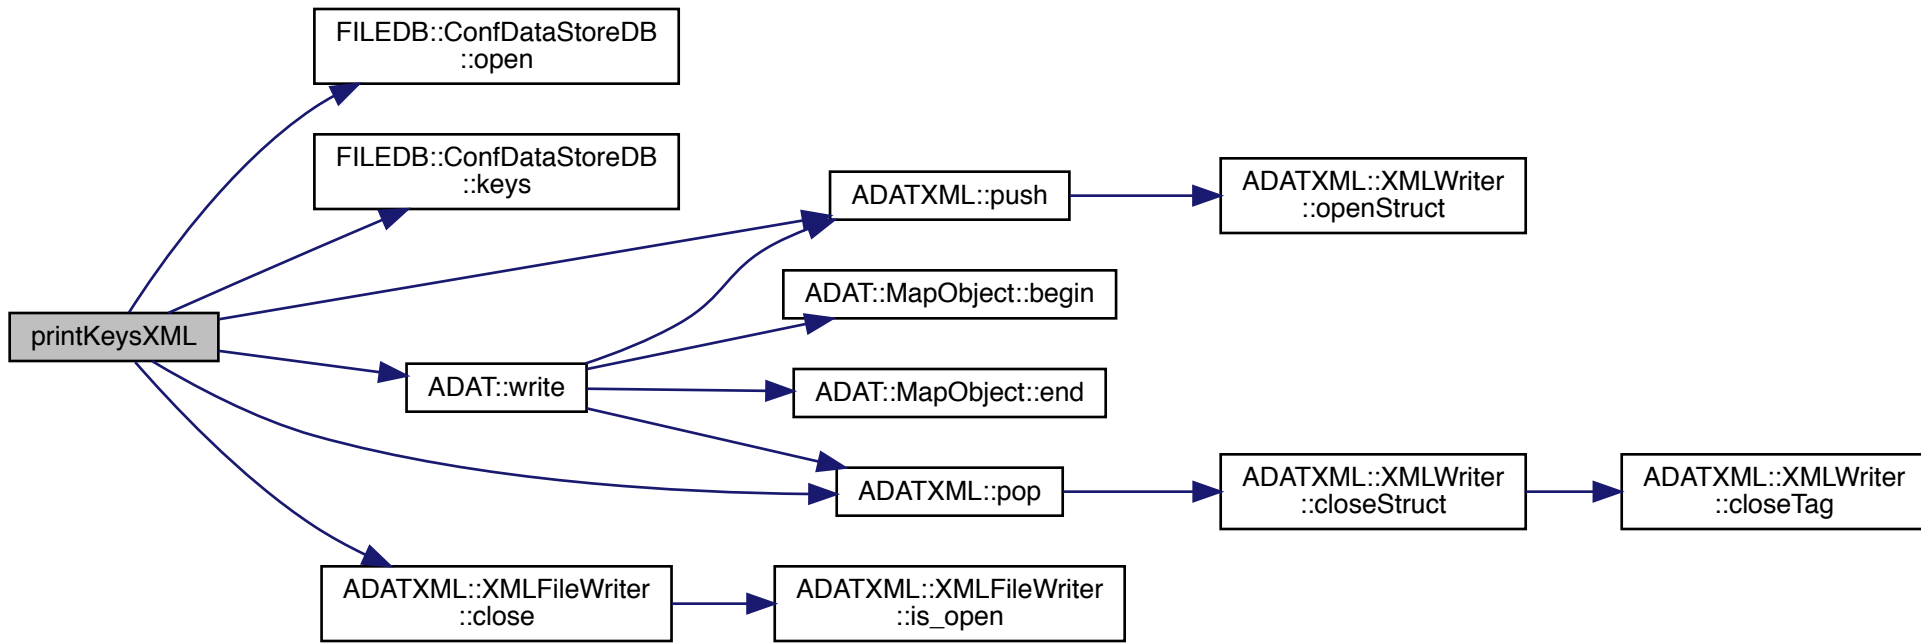 FILEDB::ConfDataStoreDB
::open
FILEDB::ConfDataStoreDB
::keys
ADATXML::push
ADATXML::XMLWriter
::openStruct
ADAT::MapObject::begin
printKeysXML
ADAT::write
ADAT::MapObject::end
ADATXML::pop
ADATXML::XMLWriter
::closeStruct
ADATXML::XMLWriter
::closeTag
ADATXML::XMLFileWriter
::close
ADATXML::XMLFileWriter
::is_open